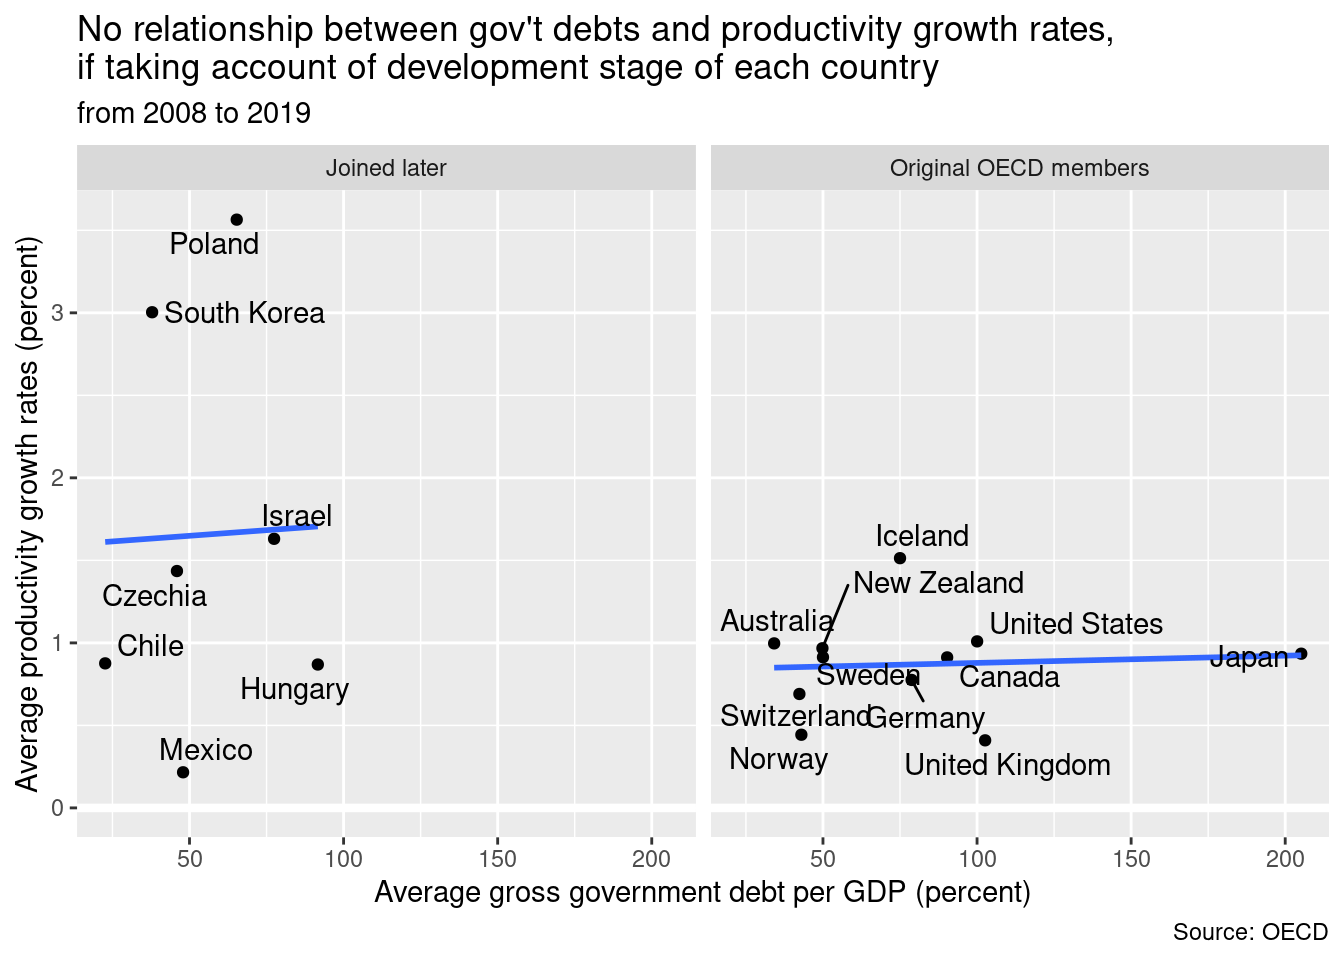 No relationship between gov't debts and productivity growth rates,
if taking account of development stage of each country
from 2008 to 2019
Joined later
Original OECD members
Average productivity growth rates (percent)
3
2
1
0
Poland
South Korea
Israel
Czechia
Chile
Hungary
Mexico
Iceland
New Zealand
Australia
United States
Japan
Sweden
Canada
Switzerland
Germany
Norway
United Kingdom
50
100
150
200
50
100
150
200
Average gross government debt per GDP (percent)
Source: OECD